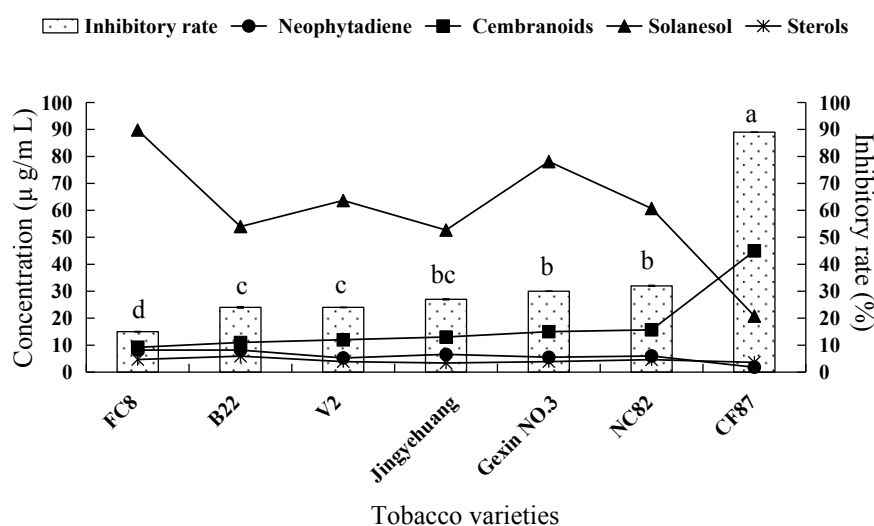 Inhibitory rate Neophytadiene Cembranoids Solanesol Sterols
Concentration (μ g/m L)
100
90
80
70
60
50
40
30
20
10
0
d
c
c
bc
b
b
a
100
90
80
70
60
50
40
30
20
10
0
Inhibitory rate (%)
FC8
B22
V2
Jingyehuang
Gexin NO.3
NC82
CF87
Tobacco varieties